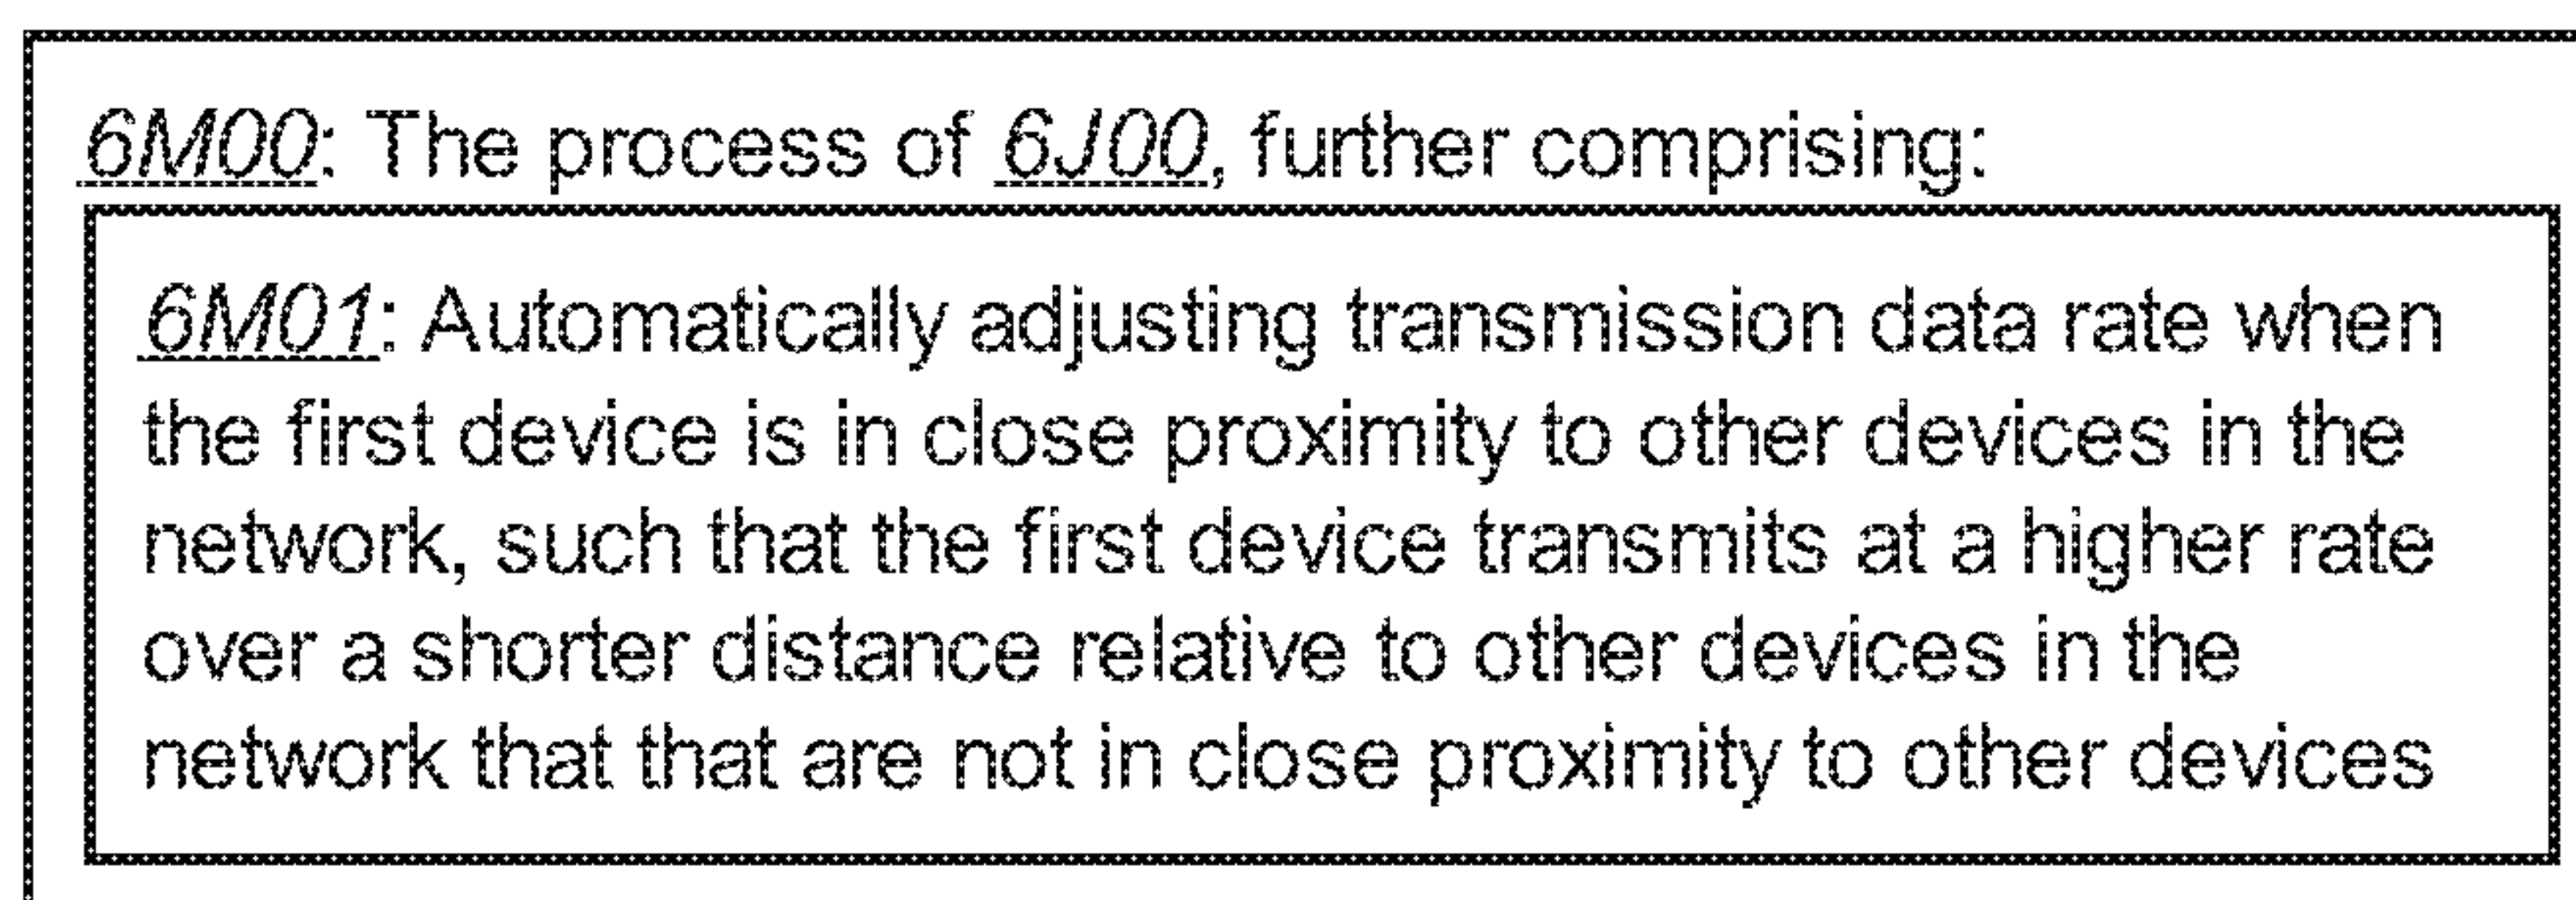 6M00: The process of 6J00, further comprising:
6M01: Automatically adjusting transmission data rate when
the first device is in close proximity to other devices in the
network, such that the first device transmits at a higher rate
over a shorter distance relative to other devices in the
network that that are not in close proximity to other devices